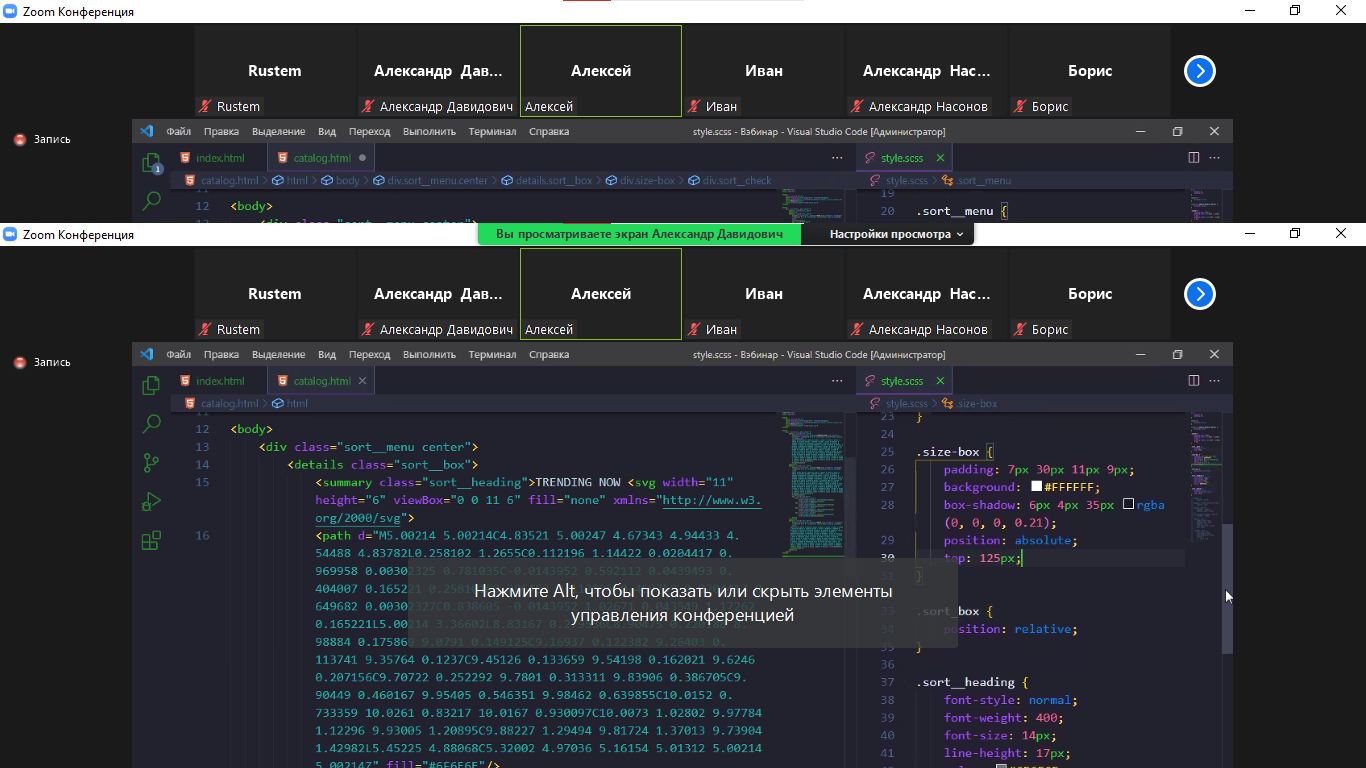 Zoom Конференция
Rustem
Александр Дав...
Алексей
Иван
Александр Нас...
Борис
Rustem
Александр Давидович
Алексей
Иван
Александр Насонов
Борис
Запись
Файл Правка Выделение Вид Переход Выполнить Терминал Справка
style.scss - Вэбинар - Visual Studio Code [Администратор]
index.html
catalog.html
style.scss
1
catalog.html > html > body > div.sort__menu.center > details.sort__box > div.size-box > div.sort__check
style.scss > .sort__menu
12 <body>
19
20 .sort__menu {
Zoom Конференция
Вы просматриваете экран Александр Давидович
Настройки просмотра
Rustem
Александр Дав...
Алексей
Иван
Александр Нас...
Борис
Rustem
Александр Давидович
Алексей
Иван
Александр Насонов
Борис
Запись
Файл Правка Выделение Вид Переход Выполнить Терминал Справка
style.scss - Вэбинар - Visual Studio Code [Администратор]
index.html
catalog.html
style.scss
catalog.html > html
style.scss > .size-box
11
12 <body>
13 <div class="sort__menu center">
14 <details class="sort__box">
15 <summary class="sort__heading">TRENDING NOW <svg width="11"
height="6" viewBox="0 0 11 6" fill="none" xmlns="http://www.w3.
org/2000/svg">
16 <path d="M5.00214 5.00214C4.83521 5.00247 4.67343 4.94433 4.
54488 4.83782L0.258102 1.2655C0.112196 1.14422 0.0204417 0.
969958 0.00302325 0.781035C-0.0143952 0.592112 0.0439493 0.
404007 0.165221
649682 0.00302327C0.838605 -0.0143952
0.165221L5.00214 3.36602L8.83167
98884 0.175869 9.0791 0.149125C9.16937 0.122382 9.26403 0.
113741 9.35764 0.1237C9.45126 0.133659 9.54198 0.162021 9.6246
0.207156C9.70722 0.252292 9.7801 0.313311 9.83906 0.386705C9.
90449 0.460167 9.95405 0.546351 9.98462 0.639855C10.0152 0.
733359 10.0261 0.83217 10.0167 0.930097C10.0073 1.02802 9.97784
1.12296 9.93005 1.20895C9.88227 1.29494 9.81724 1.37013 9.73904
1.42982L5.45225 4.88068C5.32002 4.97036 5.16154 5.01312 5.00214
5.00214Z" fill="#6F6E6E"/>
23 }
24
25 .size-box {
26 padding: 7px 30px 11px 9px;
27 background: #FFFFFF;
28 box-shadow: 6px 4px 35px rgba
(0, 0, 0, 0.21);
29 position: absolute;
30 top: 125px;
31 }
33 .sort_box {
34 position: relative;
35 }
36
37 .sort__heading {
38 font-style: normal;
39 font-weight: 400;
40 font-size: 14px;
41 line-height: 17px;
Нажмите Alt, чтобы показать или скрыть элементы
управления конференцией